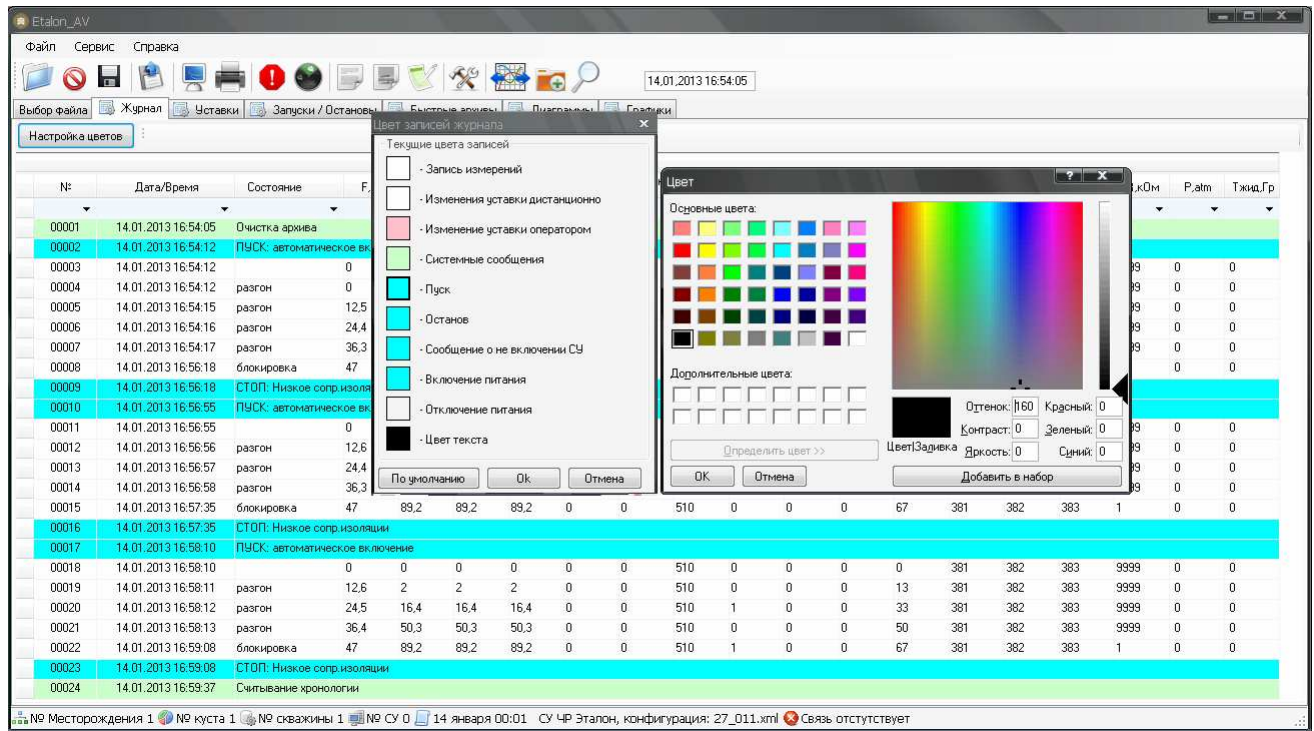 Etalon_AV
Файл Сервис Справка
14.01.2013 16:54:05
Выбор файла Журнал Уставки Запуски / Остановы Быстрые архивы Диаграммы Графики
Настройка цветов
Цвет записей журнала
Текущие цвета записей
- Запись измерений
- Изменения уставки дистанционно
- Изменение уставки оператором
- Системные сообщения
- Пуск
- Останов
- Сообщение о не включении СУ
- Включение питания
- Отключение питания
- Цвет текста
По умолчанию Ok Отмена
Цвет
Основные цвета:
Дополнительные цвета:
Определить цвет >>
OK Отмена
Цвет|Заливка
Оттенок: 160 Красный: 0
Контраст: 0 Зеленый: 0
Яркость: 0 Синий: 0
Добавить в набор
№ Дата/Время Состояние F, ,кОм P,atm Тжид,Гр
00001 14.01.2013 16:54:05 Очистка архива
00002 14.01.2013 16:54:12 ПУСК: автоматическое вк
00003 14.01.2013 16:54:12 0 99 0 0
00004 14.01.2013 16:54:12 разгон 0 99 0 0
00005 14.01.2013 16:54:15 разгон 12,5 99 0 0
00006 14.01.2013 16:54:16 разгон 24,4 99 0 0
00007 14.01.2013 16:54:17 разгон 36,3 99 0 0
00008 14.01.2013 16:56:18 блокировка 47 0 0
00009 14.01.2013 16:56:18 СТОП: Низкое сопр.изоля
00010 14.01.2013 16:56:55 ПУСК: автоматическое вк
00011 14.01.2013 16:56:55 0 99 0 0
00012 14.01.2013 16:56:56 разгон 12,6 99 0 0
00013 14.01.2013 16:56:57 разгон 24,4 99 0 0
00014 14.01.2013 16:56:58 разгон 36,3 99 0 0
00015 14.01.2013 16:57:35 блокировка 47 89,2 89,2 89,2 0 0 510 0 0 0 67 381 382 383 1 0 0
00016 14.01.2013 16:57:35 СТОП: Низкое сопр.изоляции
00017 14.01.2013 16:58:10 ПУСК: автоматическое включение
00018 14.01.2013 16:58:10 0 0 0 0 0 0 510 0 0 0 0 381 382 383 9999 0 0
00019 14.01.2013 16:58:11 разгон 12,6 2 2 2 0 0 510 0 0 0 13 381 382 383 9999 0 0
00020 14.01.2013 16:58:12 разгон 24,5 16,4 16,4 16,4 0 0 510 1 0 0 33 381 382 383 9999 0 0
00021 14.01.2013 16:58:13 разгон 36,4 50,3 50,3 50,3 0 0 510 0 0 0 50 381 382 383 9999 0 0
00022 14.01.2013 16:59:08 блокировка 47 89,2 89,2 89,2 0 0 510 1 0 0 67 381 382 383 1 0 0
00023 14.01.2013 16:59:08 СТОП: Низкое сопр.изоляции
00024 14.01.2013 16:59:37 Считывание хронологии
№ Месторождения 1 № куста 1 № скважины 1 № СУ 0 14 января 00:01 СУ ЧР Эталон, конфигурация: 27_011.xml Связь отстутствует